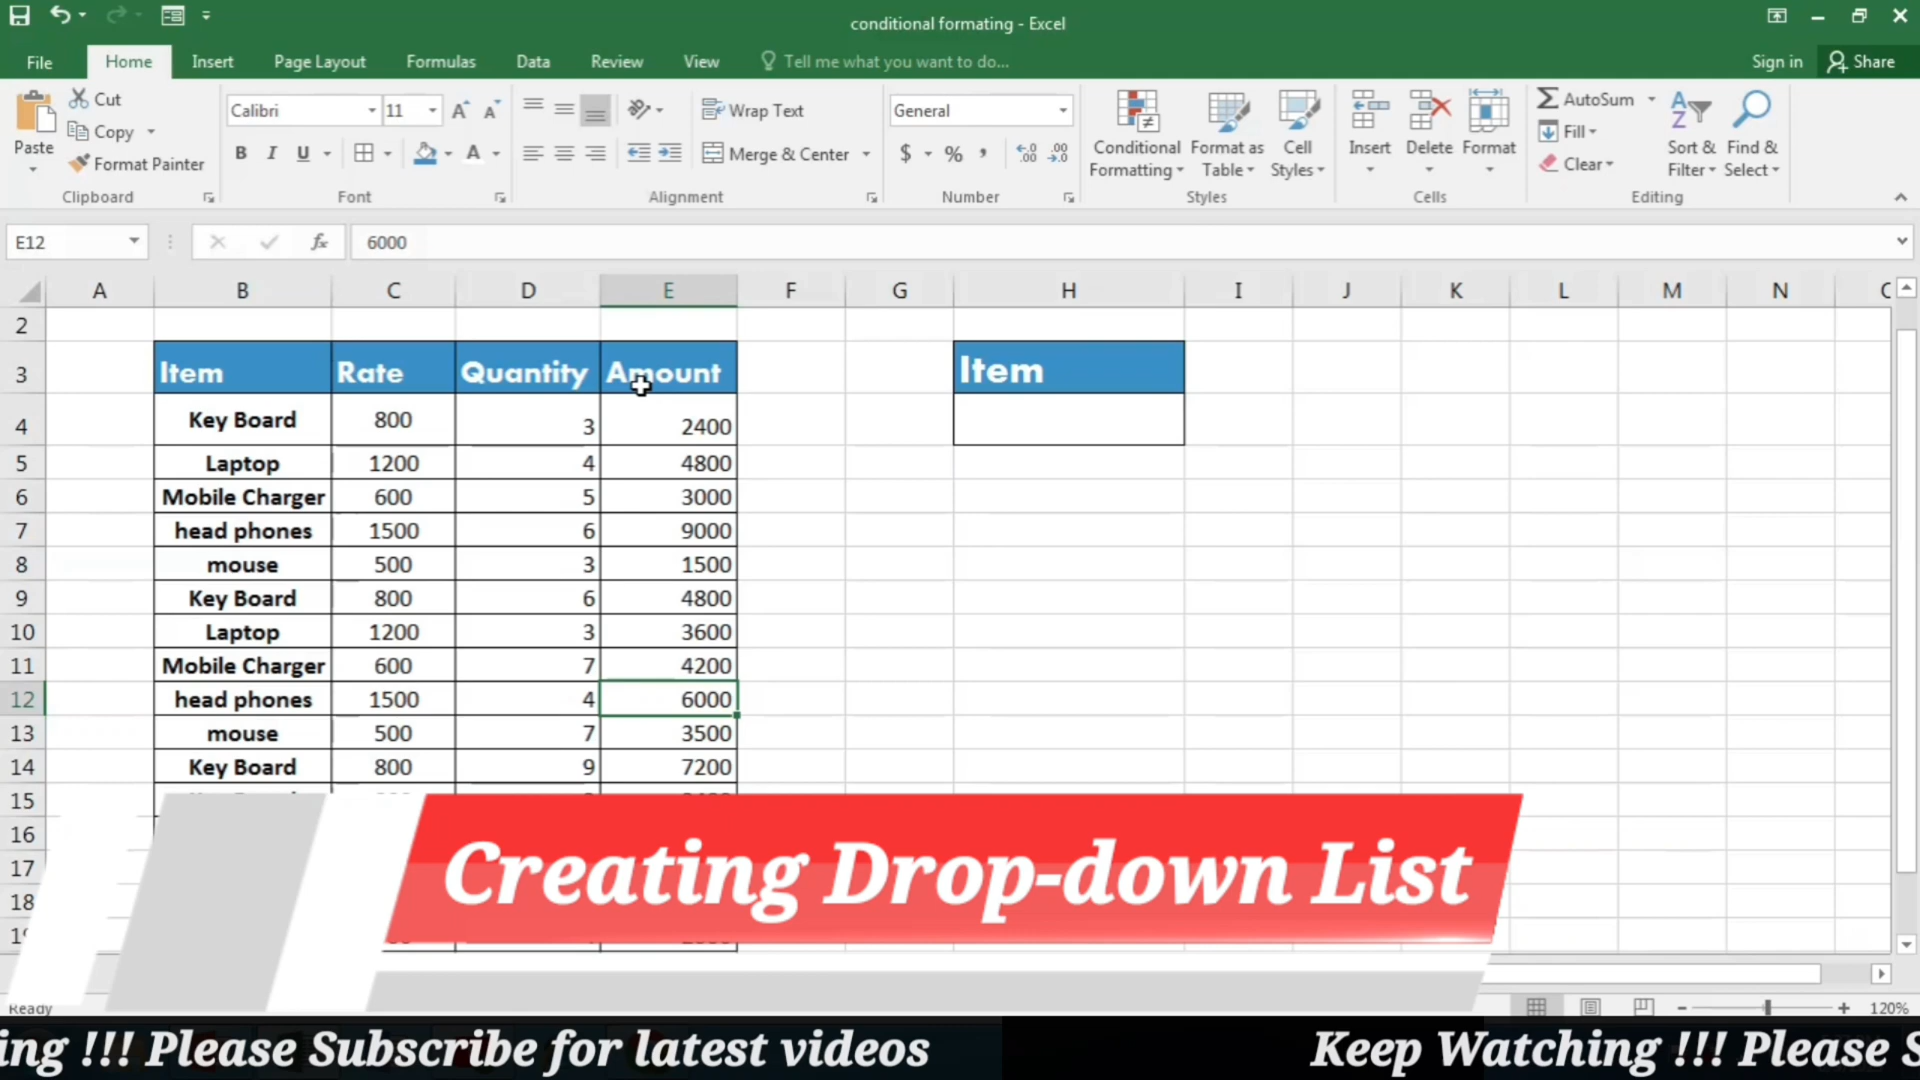 conditional formating - Excel
File Home Insert Page Layout Formulas Data Review View Tell me what you want to do... Sign in Share
Paste Cut Copy Format Painter Clipboard
Calibri 11 B I U A Font
Wrap Text Merge & Center Alignment
General $ % , Number
Conditional Formatting Format as Table Cell Styles Styles
Insert Delete Format Cells
AutoSum Fill Clear Sort & Filter Find & Select Editing
E12 fx 6000
A B C D E F G H I J K L M N
2
3 Item Rate Quantity Amount Item
4 Key Board 800 3 2400
5 Laptop 1200 4 4800
6 Mobile Charger 600 5 3000
7 head phones 1500 6 9000
8 mouse 500 3 1500
9 Key Board 800 6 4800
10 Laptop 1200 3 3600
11 Mobile Charger 600 7 4200
12 head phones 1500 4 6000
13 mouse 500 7 3500
14 Key Board 800 9 7200
15
16
17
18
Creating Drop-down List
Ready 120%
ing !!! Please Subscribe for latest videos Keep Watching !!! Please S